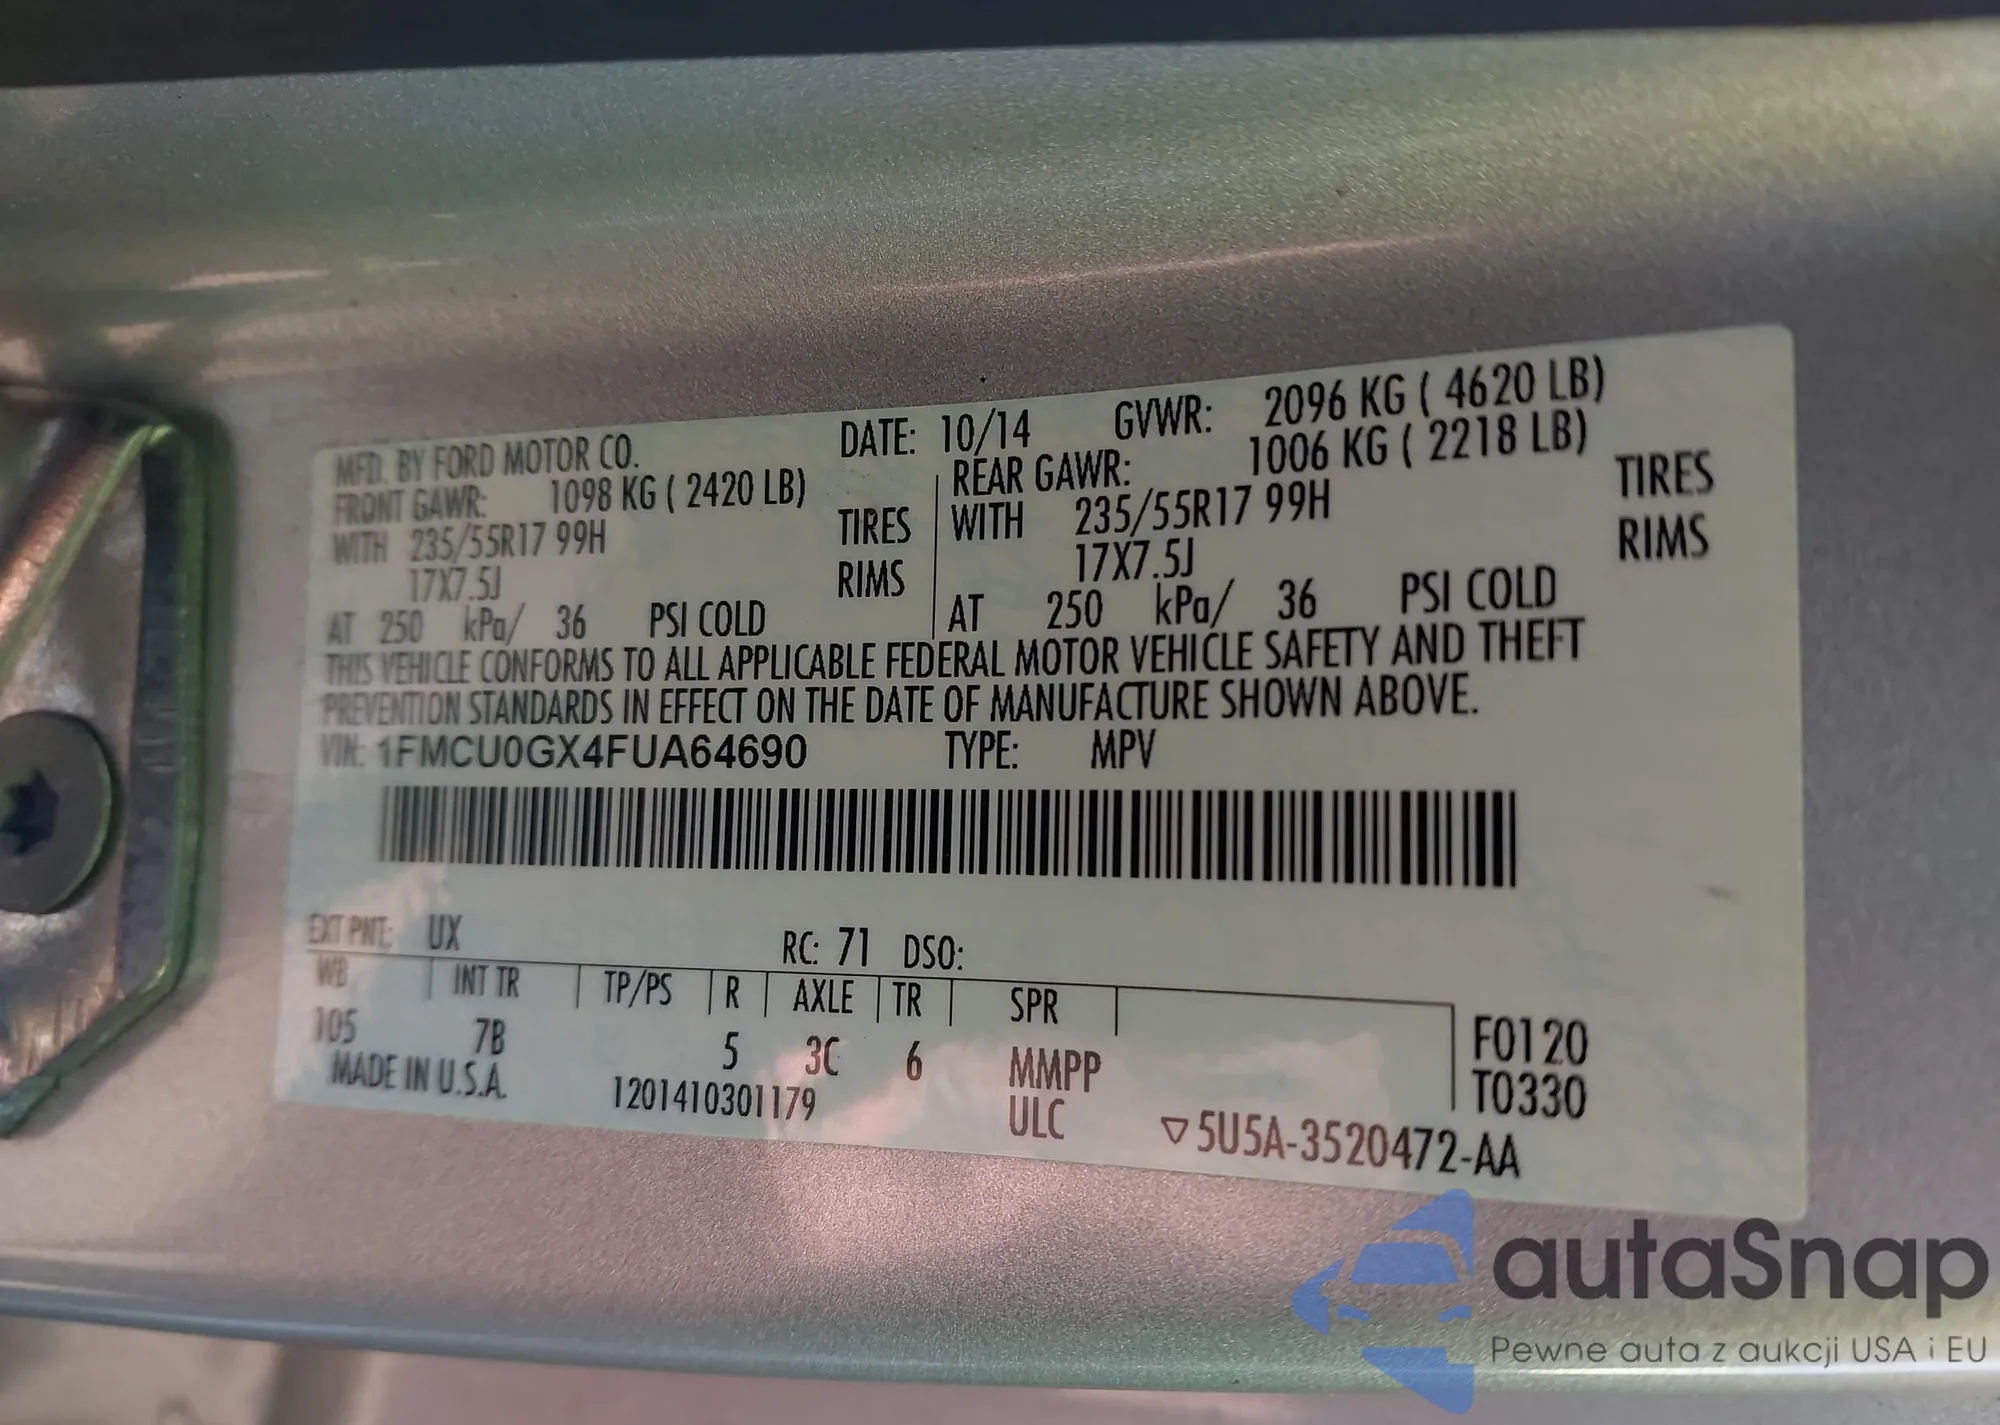 MFD. BY FORD MOTOR CO. DATE: 10/14 GVWR: 2096 KG ( 4620 LB)
FRONT GAWR: 1098 KG ( 2420 LB) REAR GAWR: 1006 KG ( 2218 LB)
WITH 235/55R17 99H TIRES WITH 235/55R17 99H TIRES
17X7.5J RIMS 17X7.5J RIMS
AT 250 kPa/ 36 PSI COLD AT 250 kPa/ 36 PSI COLD
THIS VEHICLE CONFORMS TO ALL APPLICABLE FEDERAL MOTOR VEHICLE SAFETY AND THEFT
PREVENTION STANDARDS IN EFFECT ON THE DATE OF MANUFACTURE SHOWN ABOVE.
VIN: 1FMCU0GX4FUA64690 TYPE: MPV
EXT PNT: UX RC: 71 DSO:
WB INT TR TP/PS R AXLE TR SPR
105 7B 5 3C 6 MMPP F0120
MADE IN U.S.A. 1201410301179 ULC T0330
▽5U5A-3520472-AA
autaSnap
Pewne auta z aukcji USA i EU